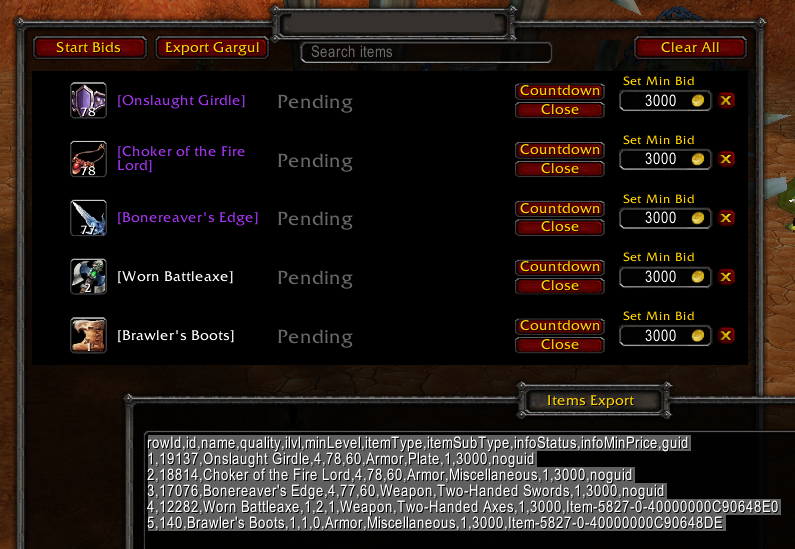 Start Bids
Export Gargul
Search items
Clear All
78
[Onslaught Girdle]
Pending
Countdown
Close
Set Min Bid
3000
78
[Choker of the Fire
Lord]
Pending
Countdown
Close
Set Min Bid
3000
77
[Bonereaver's Edge]
Pending
Countdown
Close
Set Min Bid
3000
2
[Worn Battleaxe]
Pending
Countdown
Close
Set Min Bid
3000
1
[Brawler's Boots]
Pending
Countdown
Close
Set Min Bid
3000
Items Export
rowId,id,name,quality,ilvl,minLevel,itemType,itemSubType,infoStatus,infoMinPrice,guid
1,19137,Onslaught Girdle,4,78,60,Armor,Plate,1,3000,noguid
2,18814,Choker of the Fire Lord,4,78,60,Armor,Miscellaneous,1,3000,noguid
3,17076,Bonereaver's Edge,4,77,60,Weapon,Two-Handed Swords,1,3000,noguid
4,12282,Worn Battleaxe,1,2,1,Weapon,Two-Handed Axes,1,3000,Item-5827-0-40000000C90648E0
5,140,Brawler's Boots,1,1,0,Armor,Miscellaneous,1,3000,Item-5827-0-40000000C90648DE